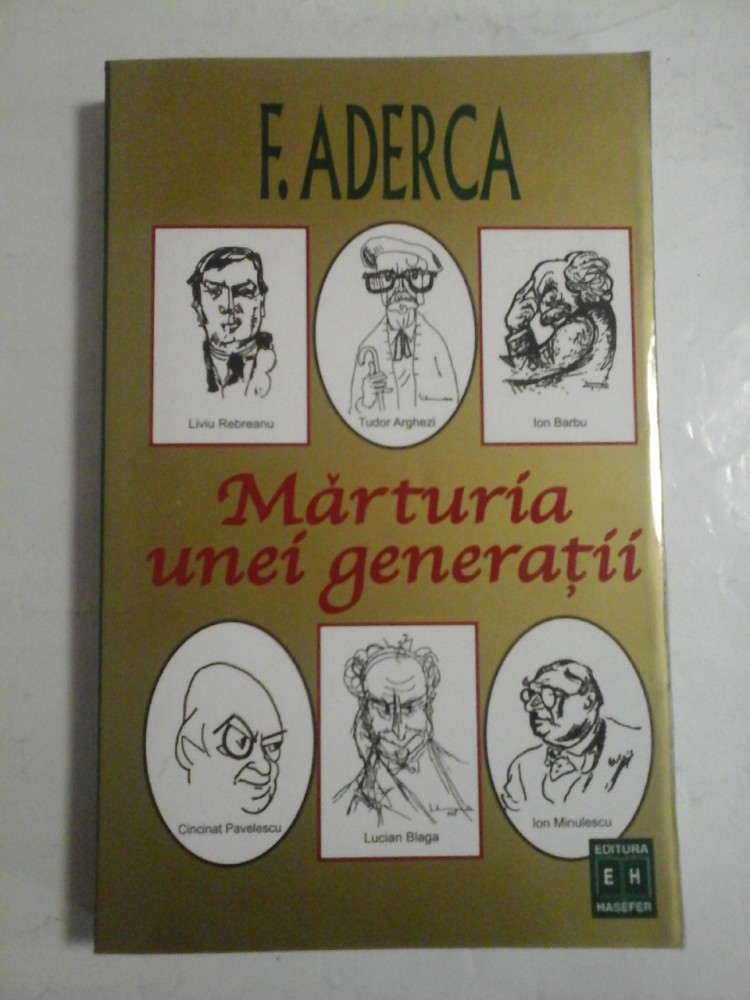 F. ADERCA
Liviu Rebreanu
Tudor Arghezi
Ion Barbu
Mărturia
unei generații
Cincinat Pavelescu
Lucian Blaga
Ion Minulescu
EDITURA
E H
HASEFER